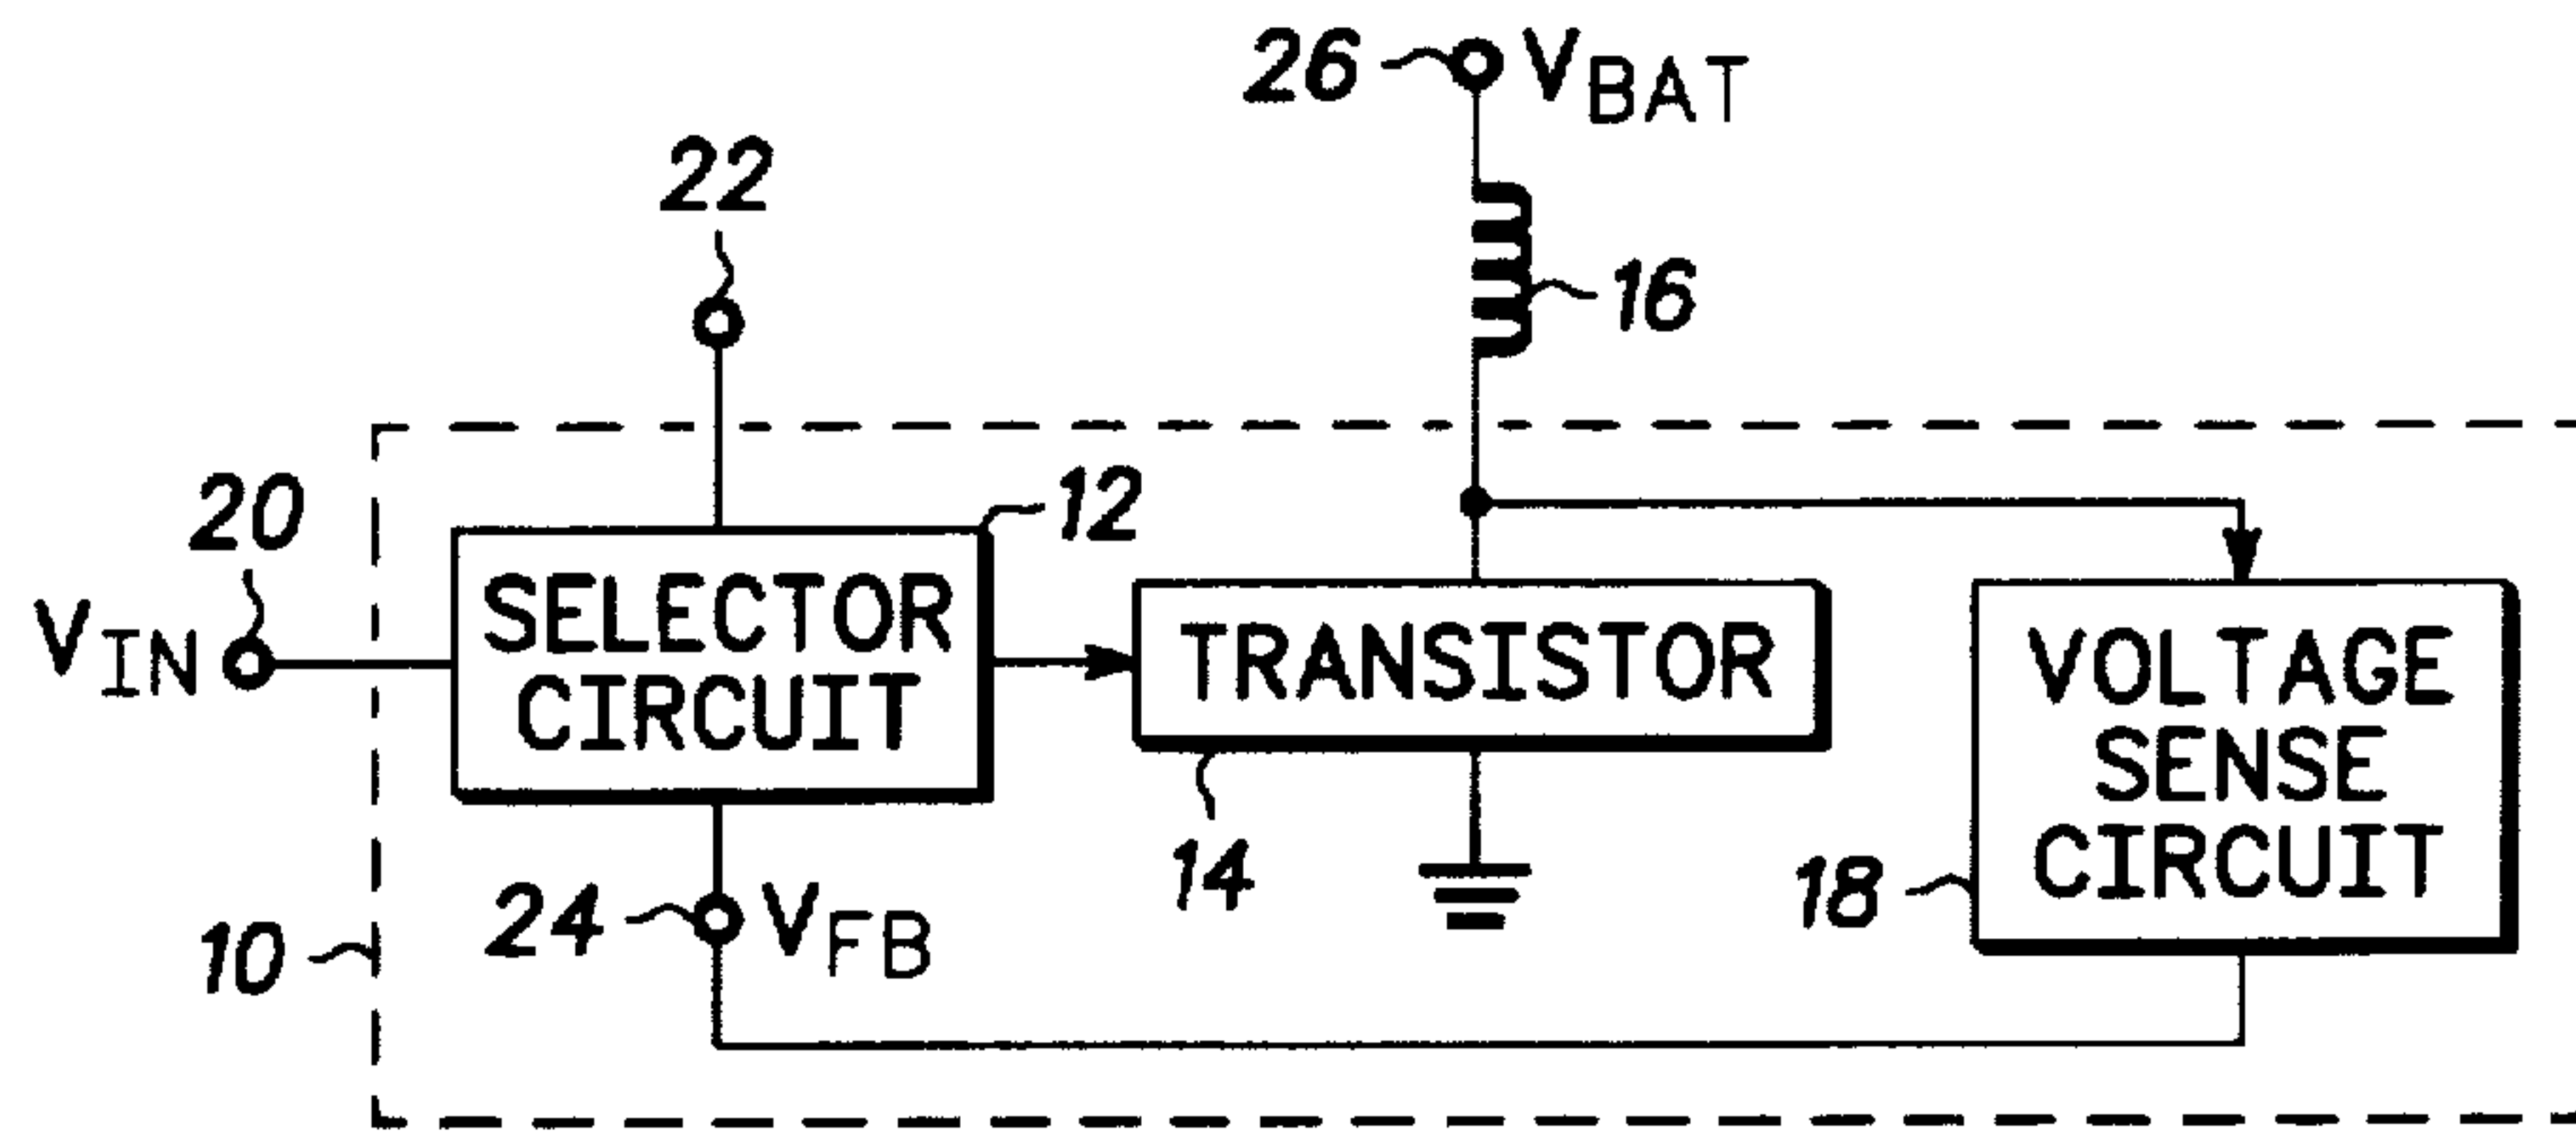 26 VBAT
22
16
20
12
VIN
SELECTOR
CIRCUIT
TRANSISTOR
VOLTAGE
SENSE
CIRCUIT
14
18
24 VFB
10